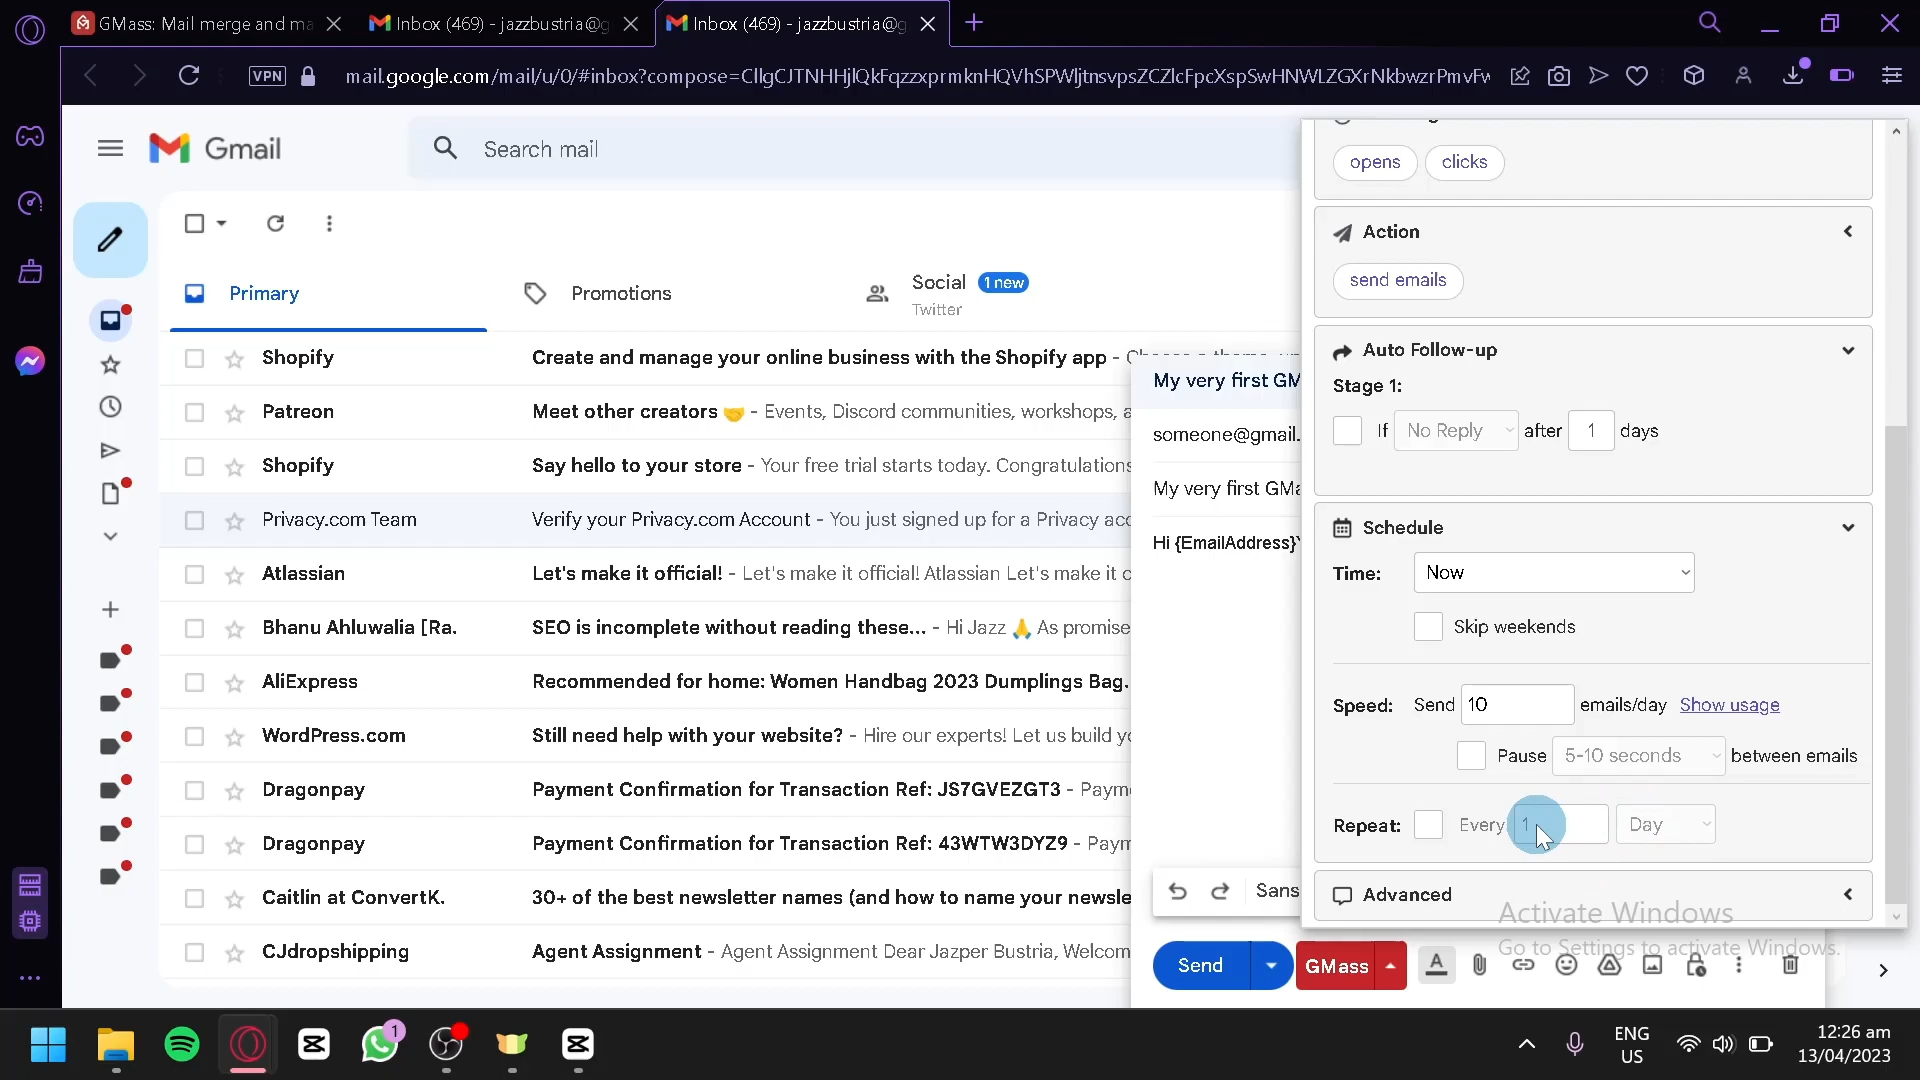 GMass: Mail merge and ma
Inbox (469) - jazzbustria@g
Inbox (469) - jazzbustria@g
VPN
mail.google.com/mail/u/0/#inbox?compose=CllgCJTNHHjlQkFqzzxprmknHQVhSPWljtnsvpsZCZlcFpcXspSwHNWLZGXrNkbwzrPmvFw
Gmail
Search mail
opens
clicks
Action
send emails
Primary
Promotions
Social
1 new
Twitter
Shopify
Create and manage your online business with the Shopify app -
Patreon
Meet other creators 🤝 - Events, Discord communities, workshops, a
Shopify
Say hello to your store - Your free trial starts today. Congratulations
Privacy.com Team
Verify your Privacy.com Account - You just signed up for a Privacy acc
Atlassian
Let's make it official! - Let's make it official! Atlassian Let's make it c
Bhanu Ahluwalia [Ra.
SEO is incomplete without reading these... - Hi Jazz 🙏 As promise
AliExpress
Recommended for home: Women Handbag 2023 Dumplings Bag.
WordPress.com
Still need help with your website? - Hire our experts! Let us build yo
Dragonpay
Payment Confirmation for Transaction Ref: JS7GVEZGT3 - Payme
Dragonpay
Payment Confirmation for Transaction Ref: 43WTW3DYZ9 - Paym
Caitlin at ConvertK.
30+ of the best newsletter names (and how to name your newsle
CJdropshipping
Agent Assignment - Agent Assignment Dear Jazper Bustria, Welcom
My very first GM
someone@gmail.
My very first GMa
Hi {EmailAddress}
Sans
Send
GMass
Auto Follow-up
Stage 1:
If No Reply after 1 days
Schedule
Time: Now
Skip weekends
Speed: Send 10 emails/day Show usage
Pause 5-10 seconds between emails
Repeat: Every 1 Day
Advanced
Activate Windows
Go to Settings to activate Windows.
1
ENG
US
12:26 am
13/04/2023